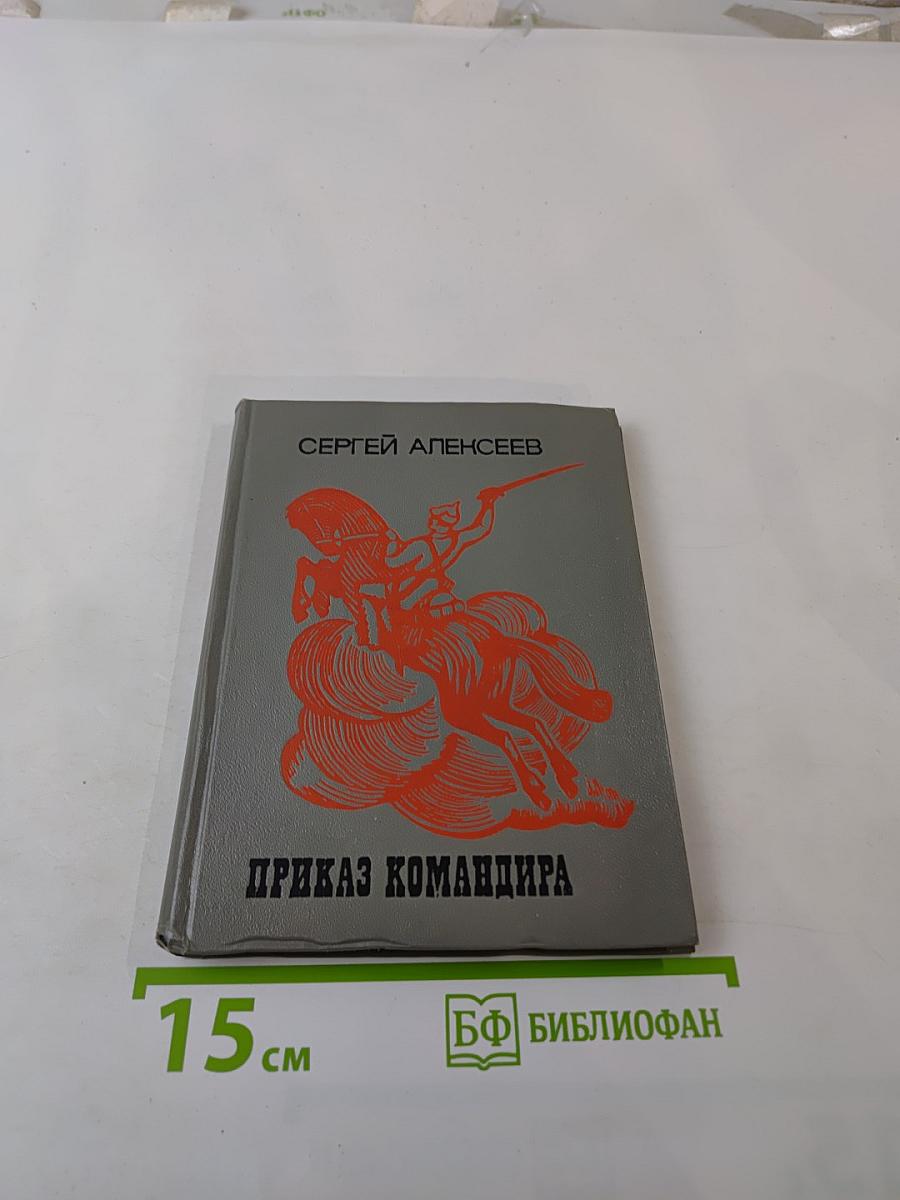 СЕРГЕЙ АЛЕКСЕЕВ
ПРИКАЗ КОМАНДИРА
15 см
БФ БИБЛИОФАН